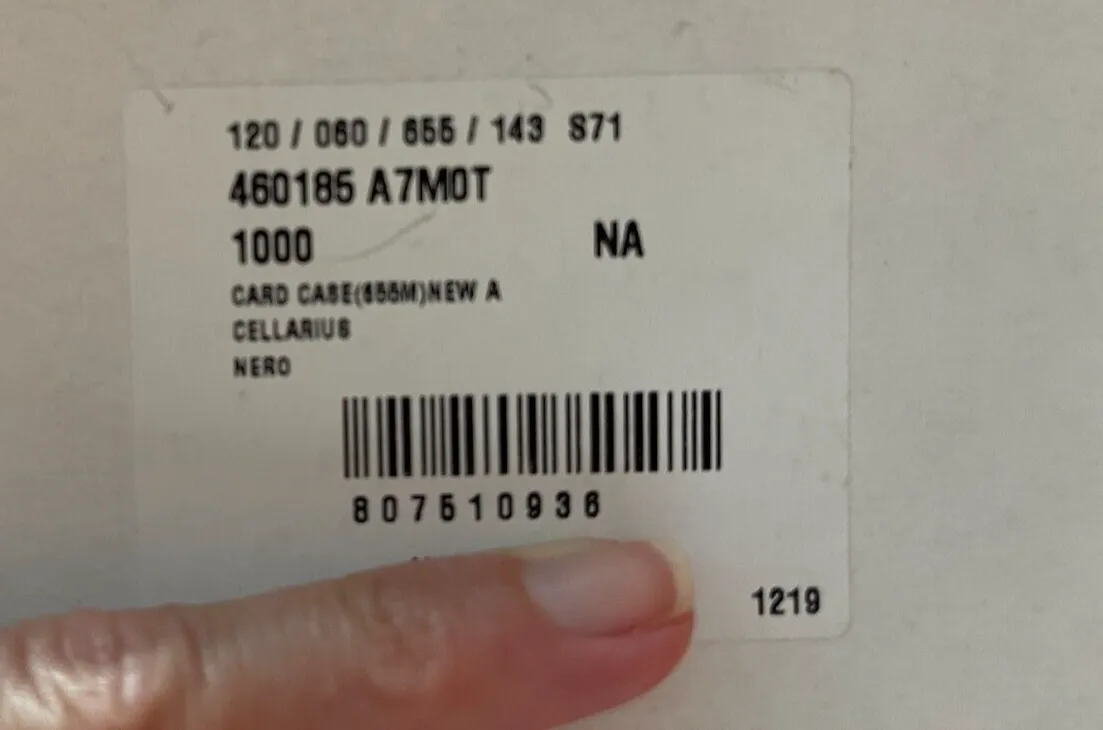 120 / 060 / 655 / 143 S71
460185 A7M0T
1000 NA
CARD CASE(655M)NEW A
CELLARIUS
NERO
807510936
1219